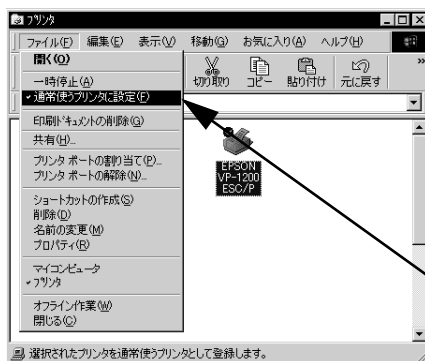 プリンタ
ファイル(F) 編集(E) 表示(V) 移動(G) お気に入り(A) ヘルプ(H)
切り取り コピー 貼り付け 元に戻す »
開く(O)
一時停止(A)
通常使うプリンタに設定(F)
印刷ドキュメントの削除(G)
共有(H)...
プリンタ ポートの割り当て(P)...
プリンタ ポートの解除(N)...
ショートカットの作成(S)
削除(D)
名前の変更(M)
プロパティ(R)
マイコンピュータ
プリンタ
オフライン作業(W)
閉じる(C)
EPSON
VP-1200
ESC/P
選択されたプリンタを通常使うプリンタとして登録します。